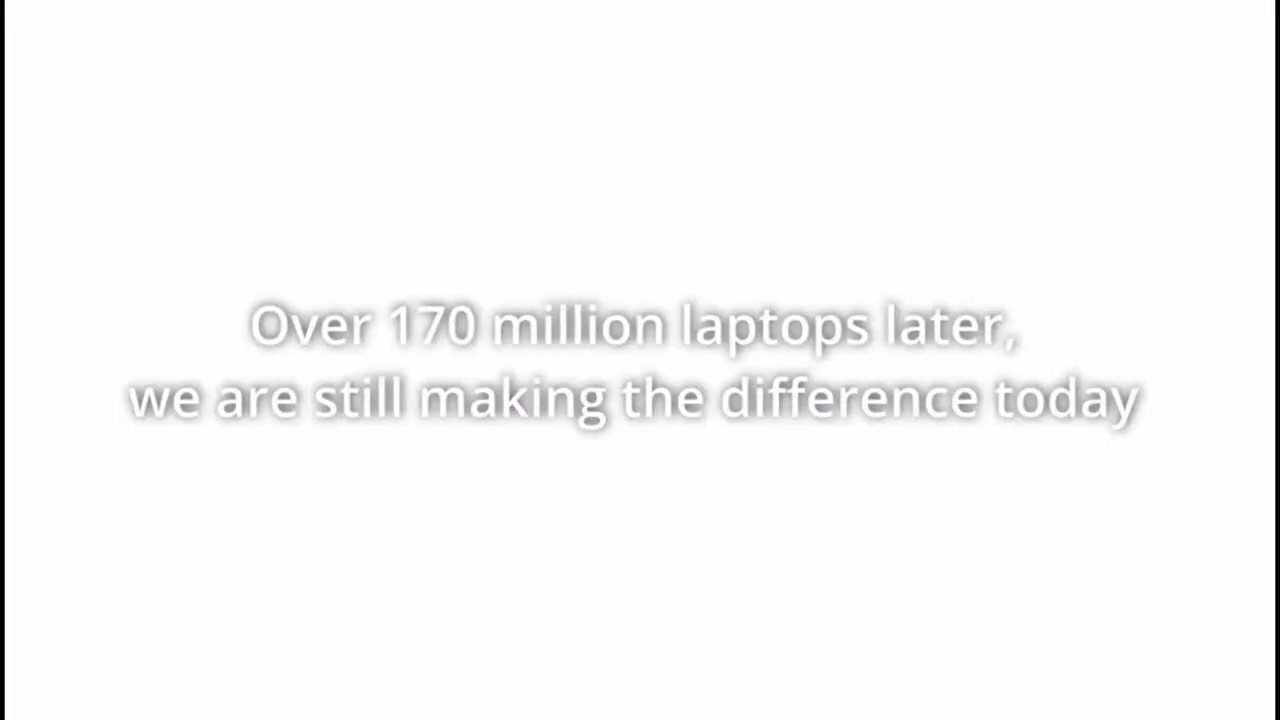 Over 170 million laptops later,
we are still making the difference today